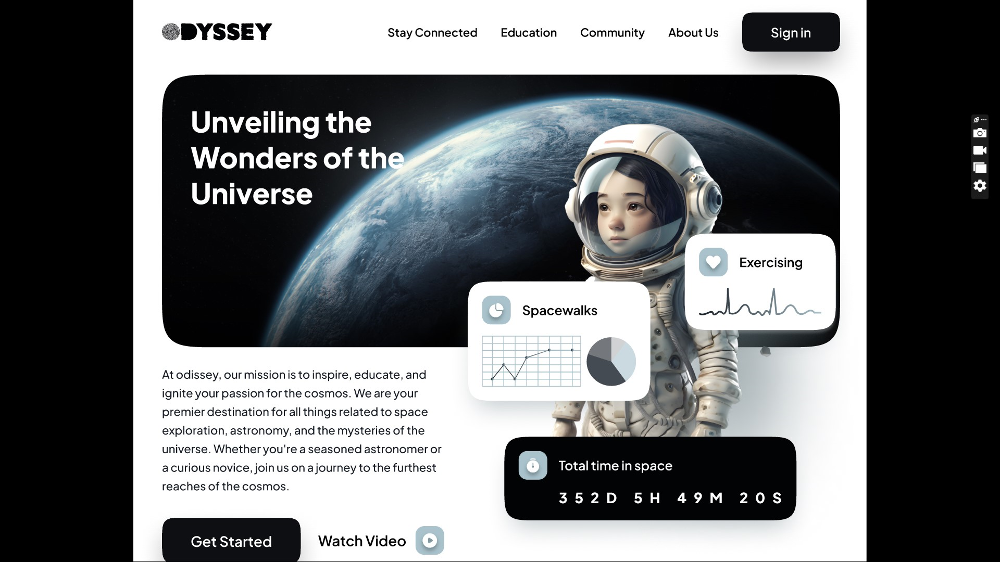 ODYSSEY
Stay Connected
Education
Community
About Us
Sign in
Unveiling the
Wonders of the
Universe
Exercising
Spacewalks
At odissey, our mission is to inspire, educate, and
ignite your passion for the cosmos. We are your
premier destination for all things related to space
exploration, astronomy, and the mysteries of the
universe. Whether you're a seasoned astronomer or
a curious novice, join us on a journey to the furthest
reaches of the cosmos.
Total time in space
352D 5H 49M 20S
Get Started
Watch Video